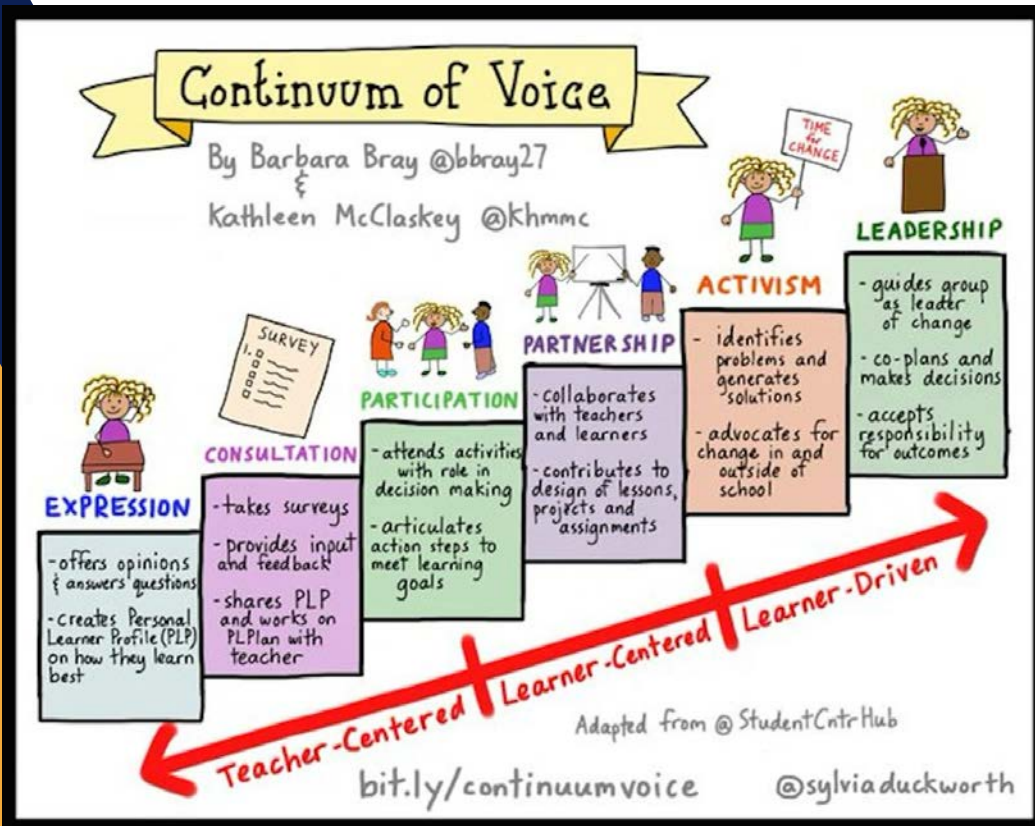 Continuum of Voice
By Barbara Bray @bbray27
&
Kathleen McClaskey @khmmc
EXPRESSION
-offers opinions
& answers questions
-creates Personal
Learner Profile (PLP)
on how they learn
best
SURVEY
1.
CONSULTATION
-takes surveys
-provides input
and feedback
-shares PLP
and works on
PLPlan with
teacher
PARTICIPATION
-attends activities
with role in
decision making
-articulates
action steps to
meet learning
goals
PARTNERSHIP
-collaborates
with teachers
and learners
-contributes to
design of lessons,
projects and
assignments
TIME
for
CHANGE
ACTIVISM
- identifies
problems and
generates
solutions
-advocates for
change in and
outside of
school
LEADERSHIP
-guides group
as leader
of change
-co-plans and
makes decisions
-accepts
responsibility
for outcomes
Teacher-Centered
Learner-Centered
Learner-Driven
Adapted from @StudentCntrHub
bit.ly/continuumvoice
@sylviaduckworth